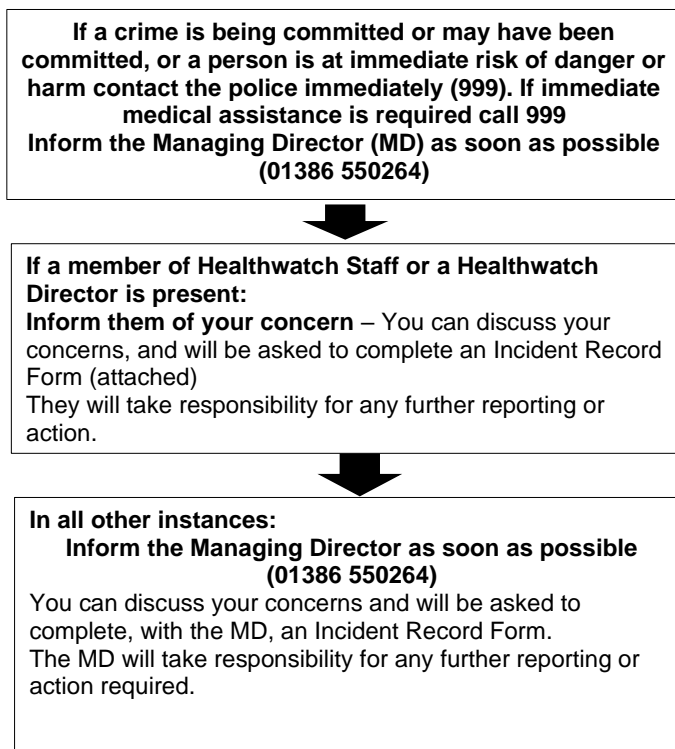 If a crime is being committed or may have been
committed, or a person is at immediate risk of danger or
harm contact the police immediately (999). If immediate
medical assistance is required call 999
Inform the Managing Director (MD) as soon as possible
(01386 550264)
If a member of Healthwatch Staff or a Healthwatch
Director is present:
Inform them of your concern – You can discuss your
concerns, and will be asked to complete an Incident Record
Form (attached)
They will take responsibility for any further reporting or
action.
In all other instances:
Inform the Managing Director as soon as possible
(01386 550264)
You can discuss your concerns and will be asked to
complete, with the MD, an Incident Record Form.
The MD will take responsibility for any further reporting or
action required.